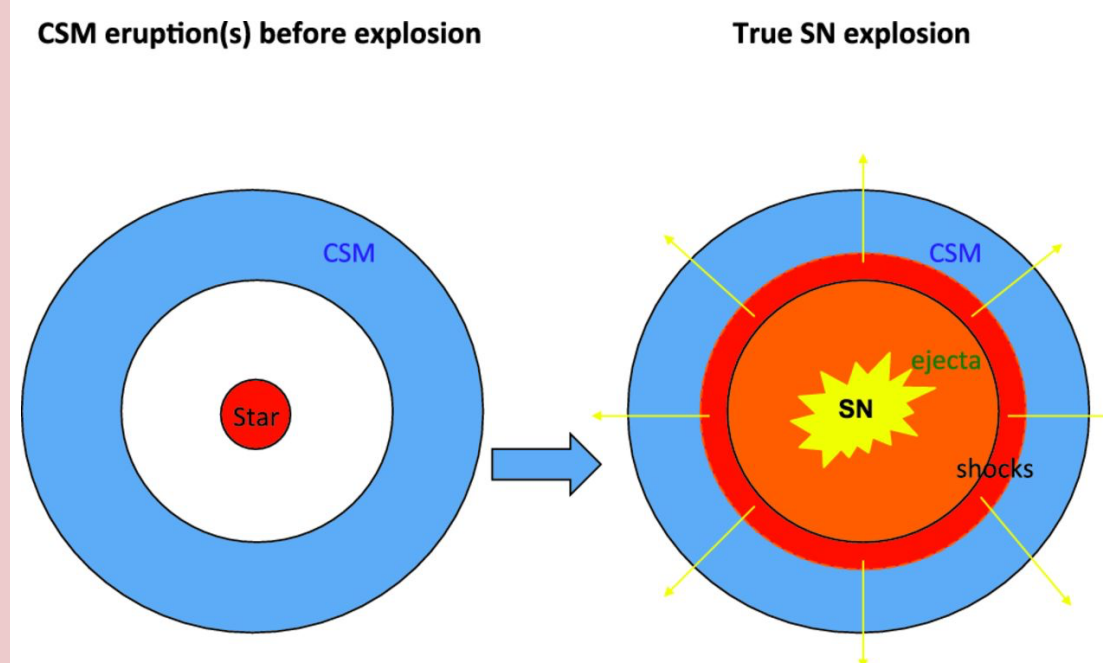 CSM eruption(s) before explosion
True SN explosion
CSM
Star
CSM
ejecta
SN
shocks